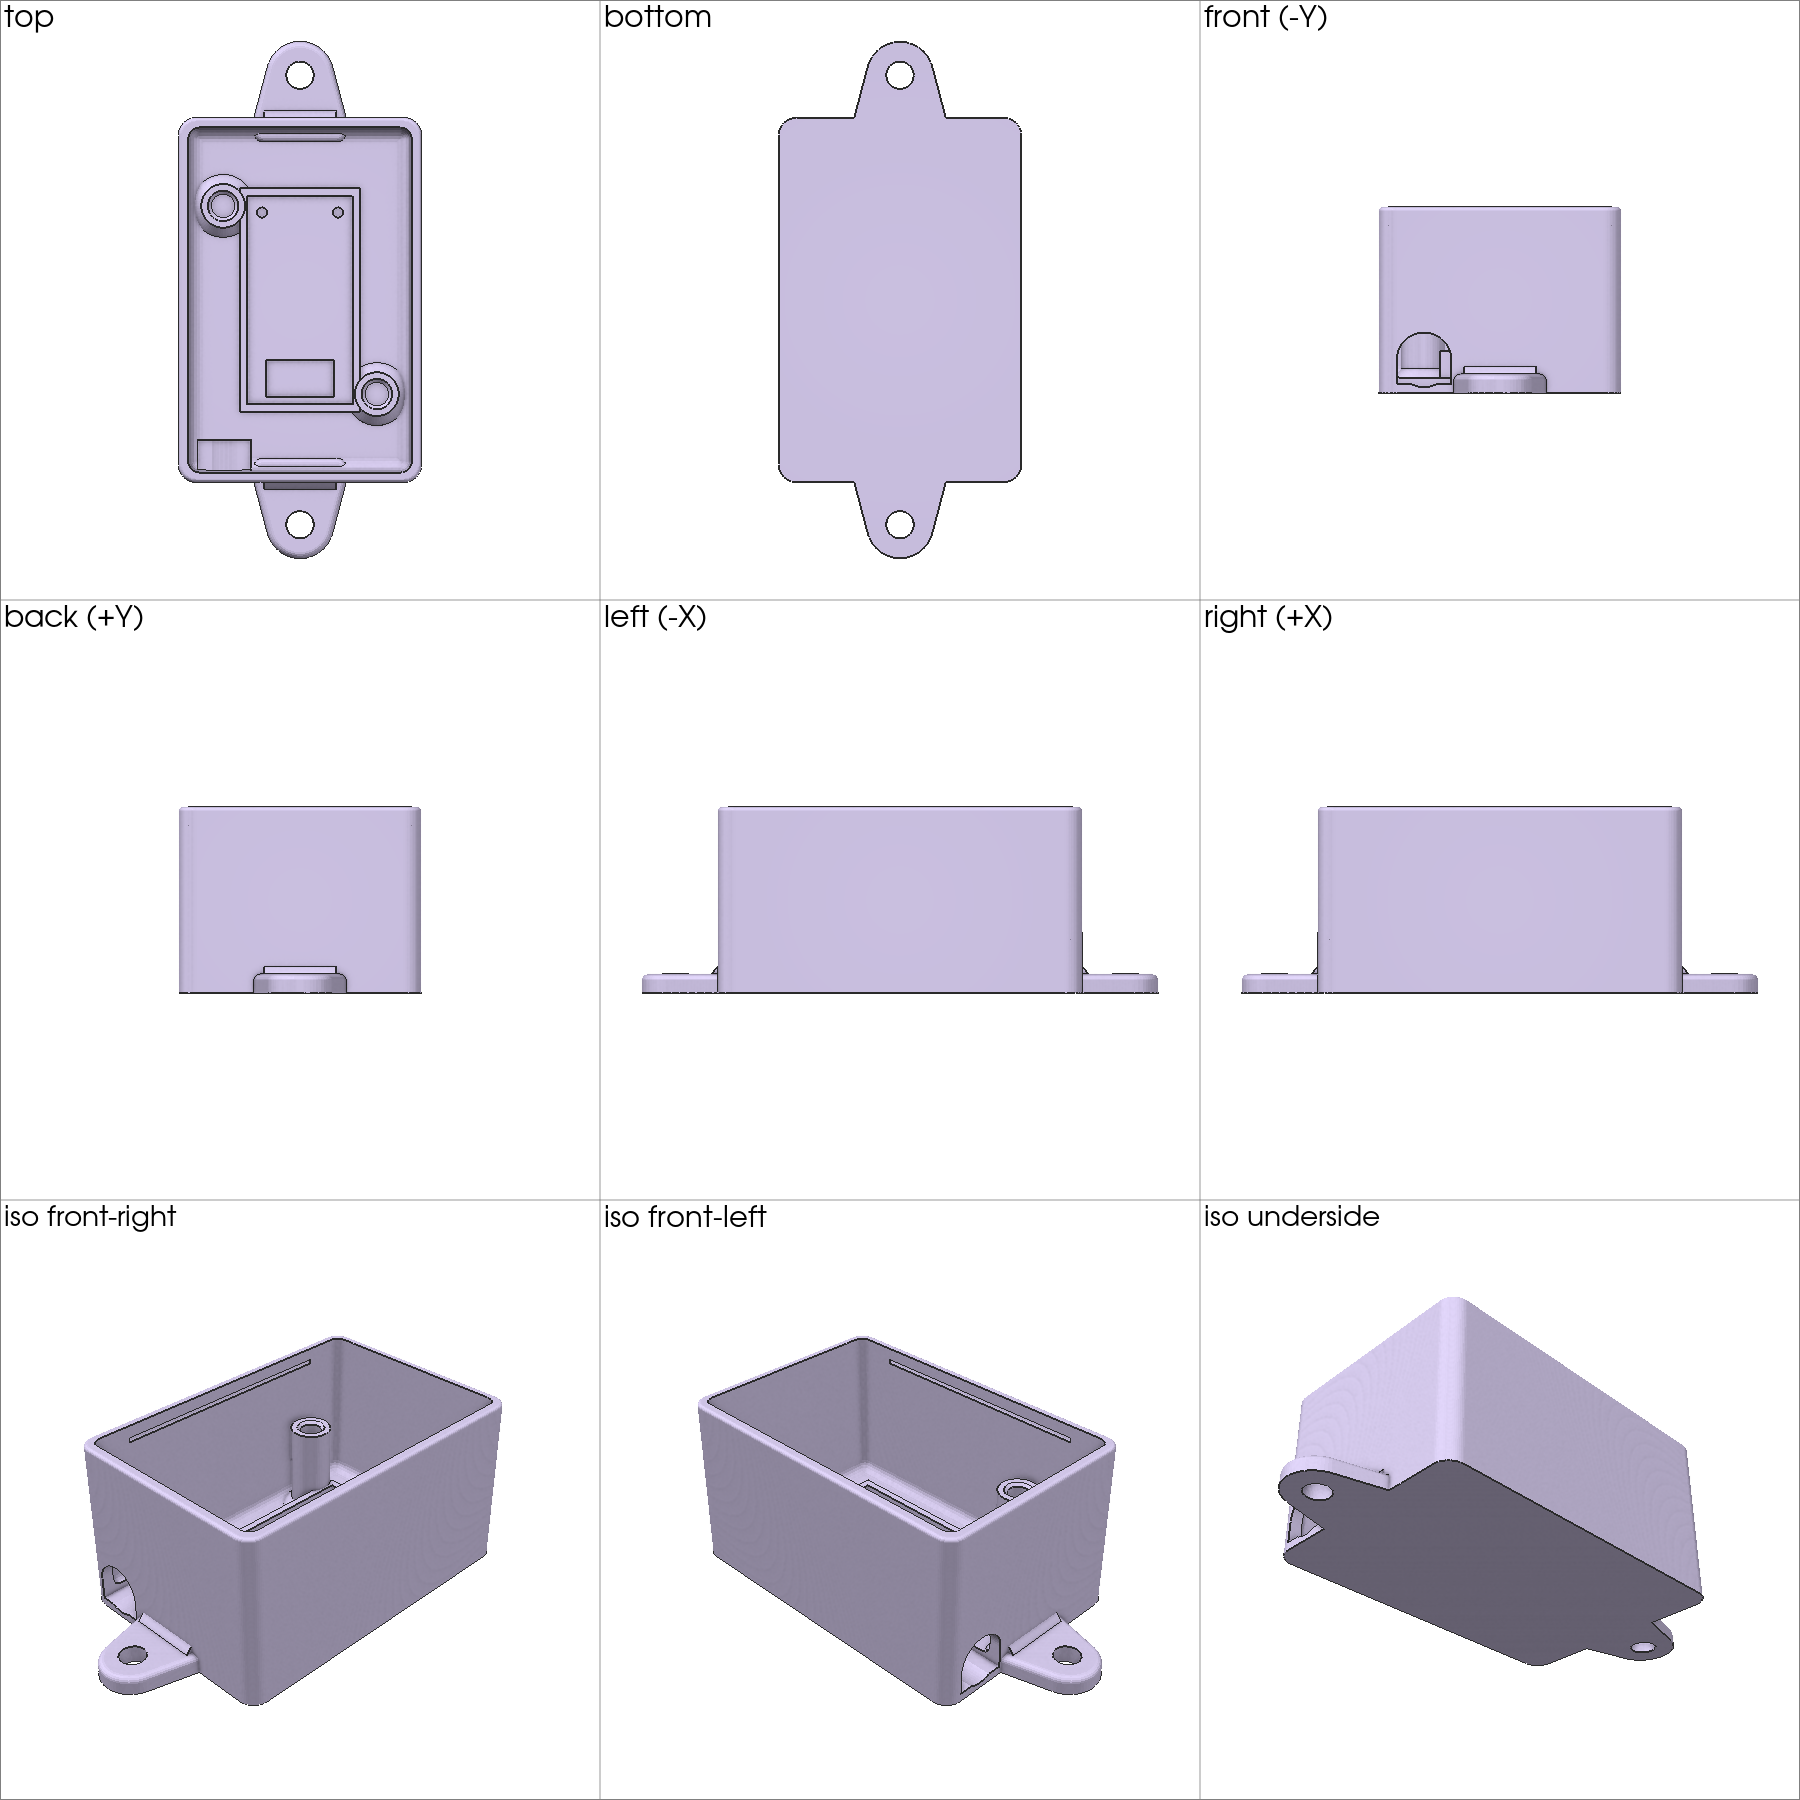 top
bottom
front (-Y)
back (+Y)
left (-X)
right (+X)
iso front-right
iso front-left
iso underside